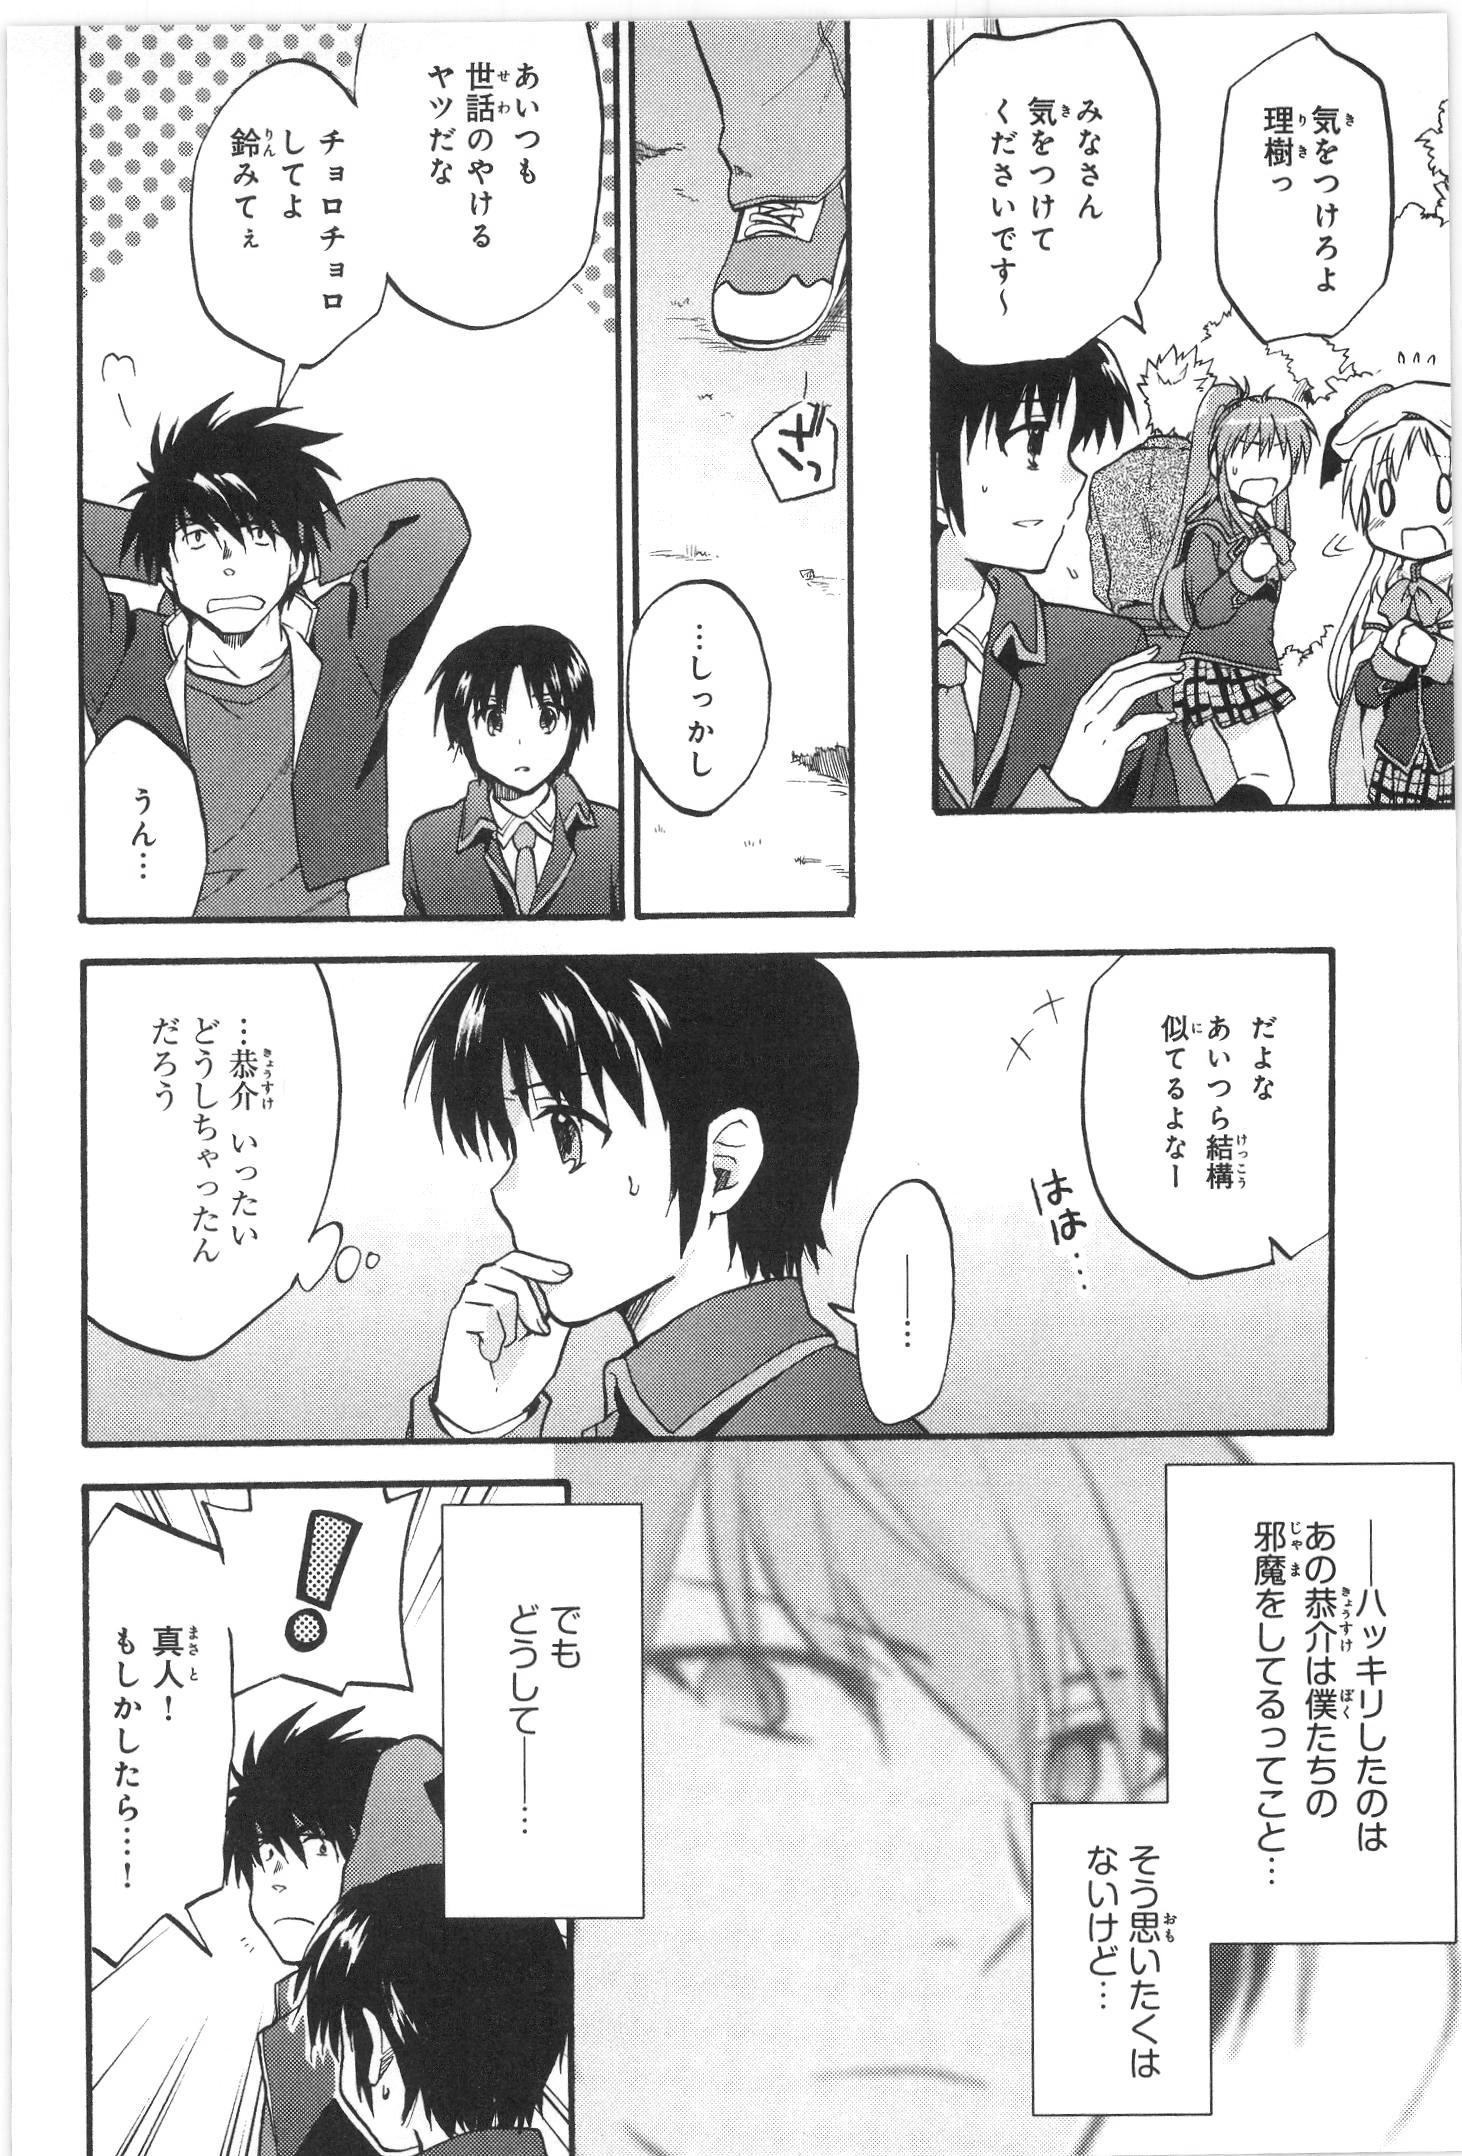 気をつけろよ
理樹っ
みなさん
気をつけて
くださいです～
ざっ
…しっかし
あいつも
世話のやける
ヤツだな
チョロチョロ
してよ
鈴みてぇ
うん…
だよな
あいつら結構
似てるよなー
はは…
――…
…恭介 いったい
どうしちゃったん
だろう
――ハッキリしたのは
あの恭介は僕たちの
邪魔をしてるってこと…
そう思いたくは
ないけど…
でも
どうして――…
！
真人！
もしかしたら…！